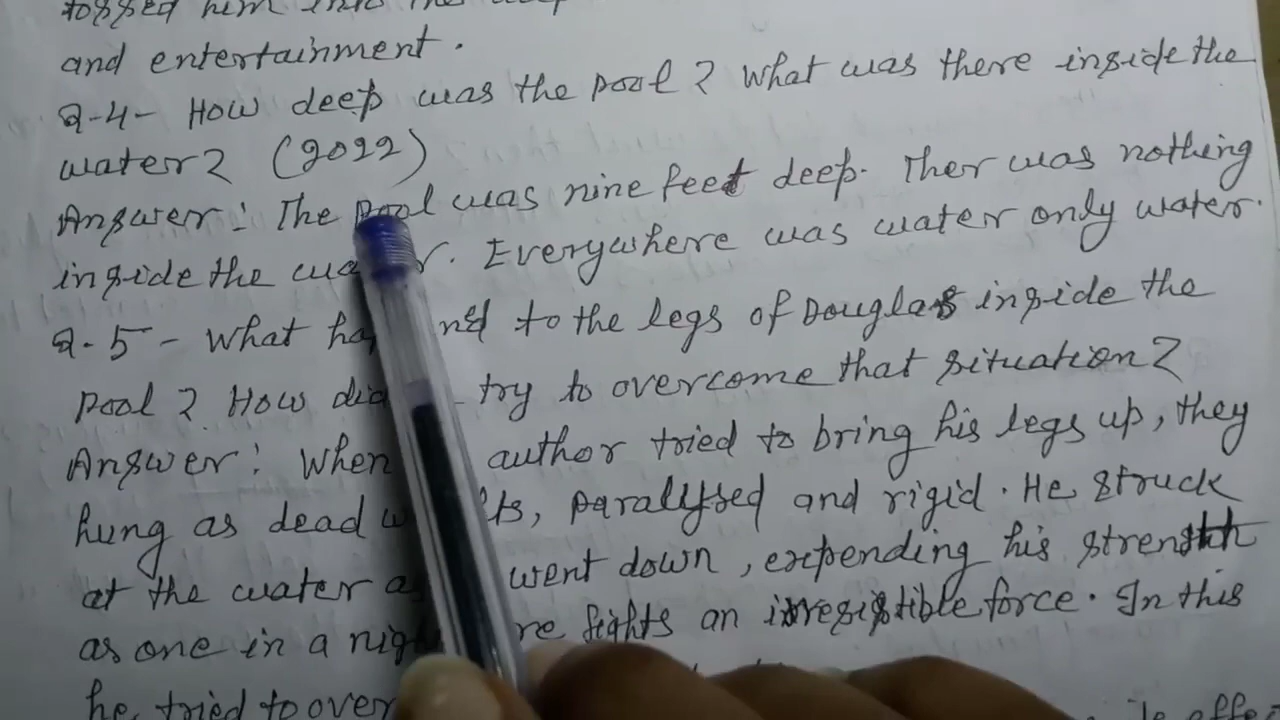 and entertainment.
Q-4- How deep was the pool? What was there inside the
water? (2022)
Answer: The pool was nine feet deep. Ther was nothing
inside the. Everywhere was water only water.
Q.5- What to the legs of Douglas inside the
pool? How try to overcome that situation?
Answer: When author tried to bring his legs up, they
hung as dead, paralysed and rigid. He struck
at the water went down, expending his strenth
as one in a fights an irresistible force. In this
he tried to